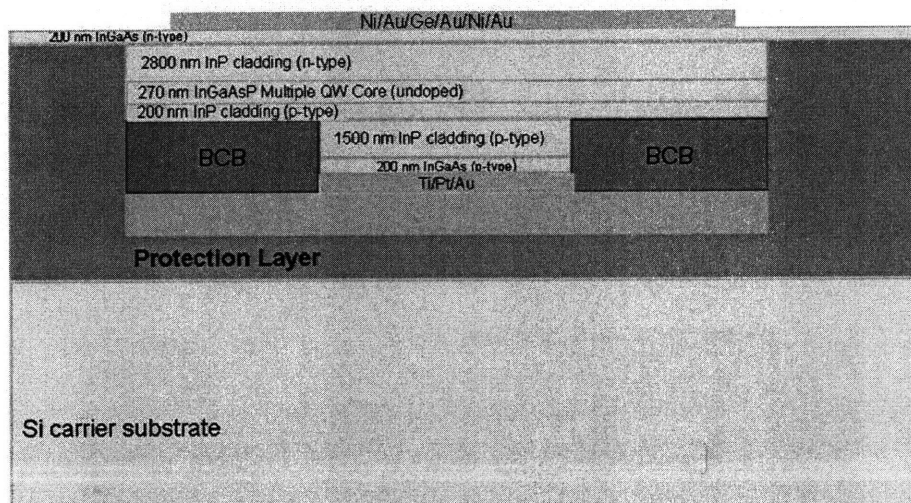 Ni/Au/Ge/Au/Ni/Au
200 nm InGaAs (n-type)
2800 nm InP cladding (n-type)
270 nm InGaAsP Multiple QW Core (undoped)
200 nm InP cladding (p-type)
BCB
1500 nm InP cladding (p-type)
BCB
200 nm InGaAs (p-type)
Ti/Pt/Au
Protection Layer
Si carrier substrate